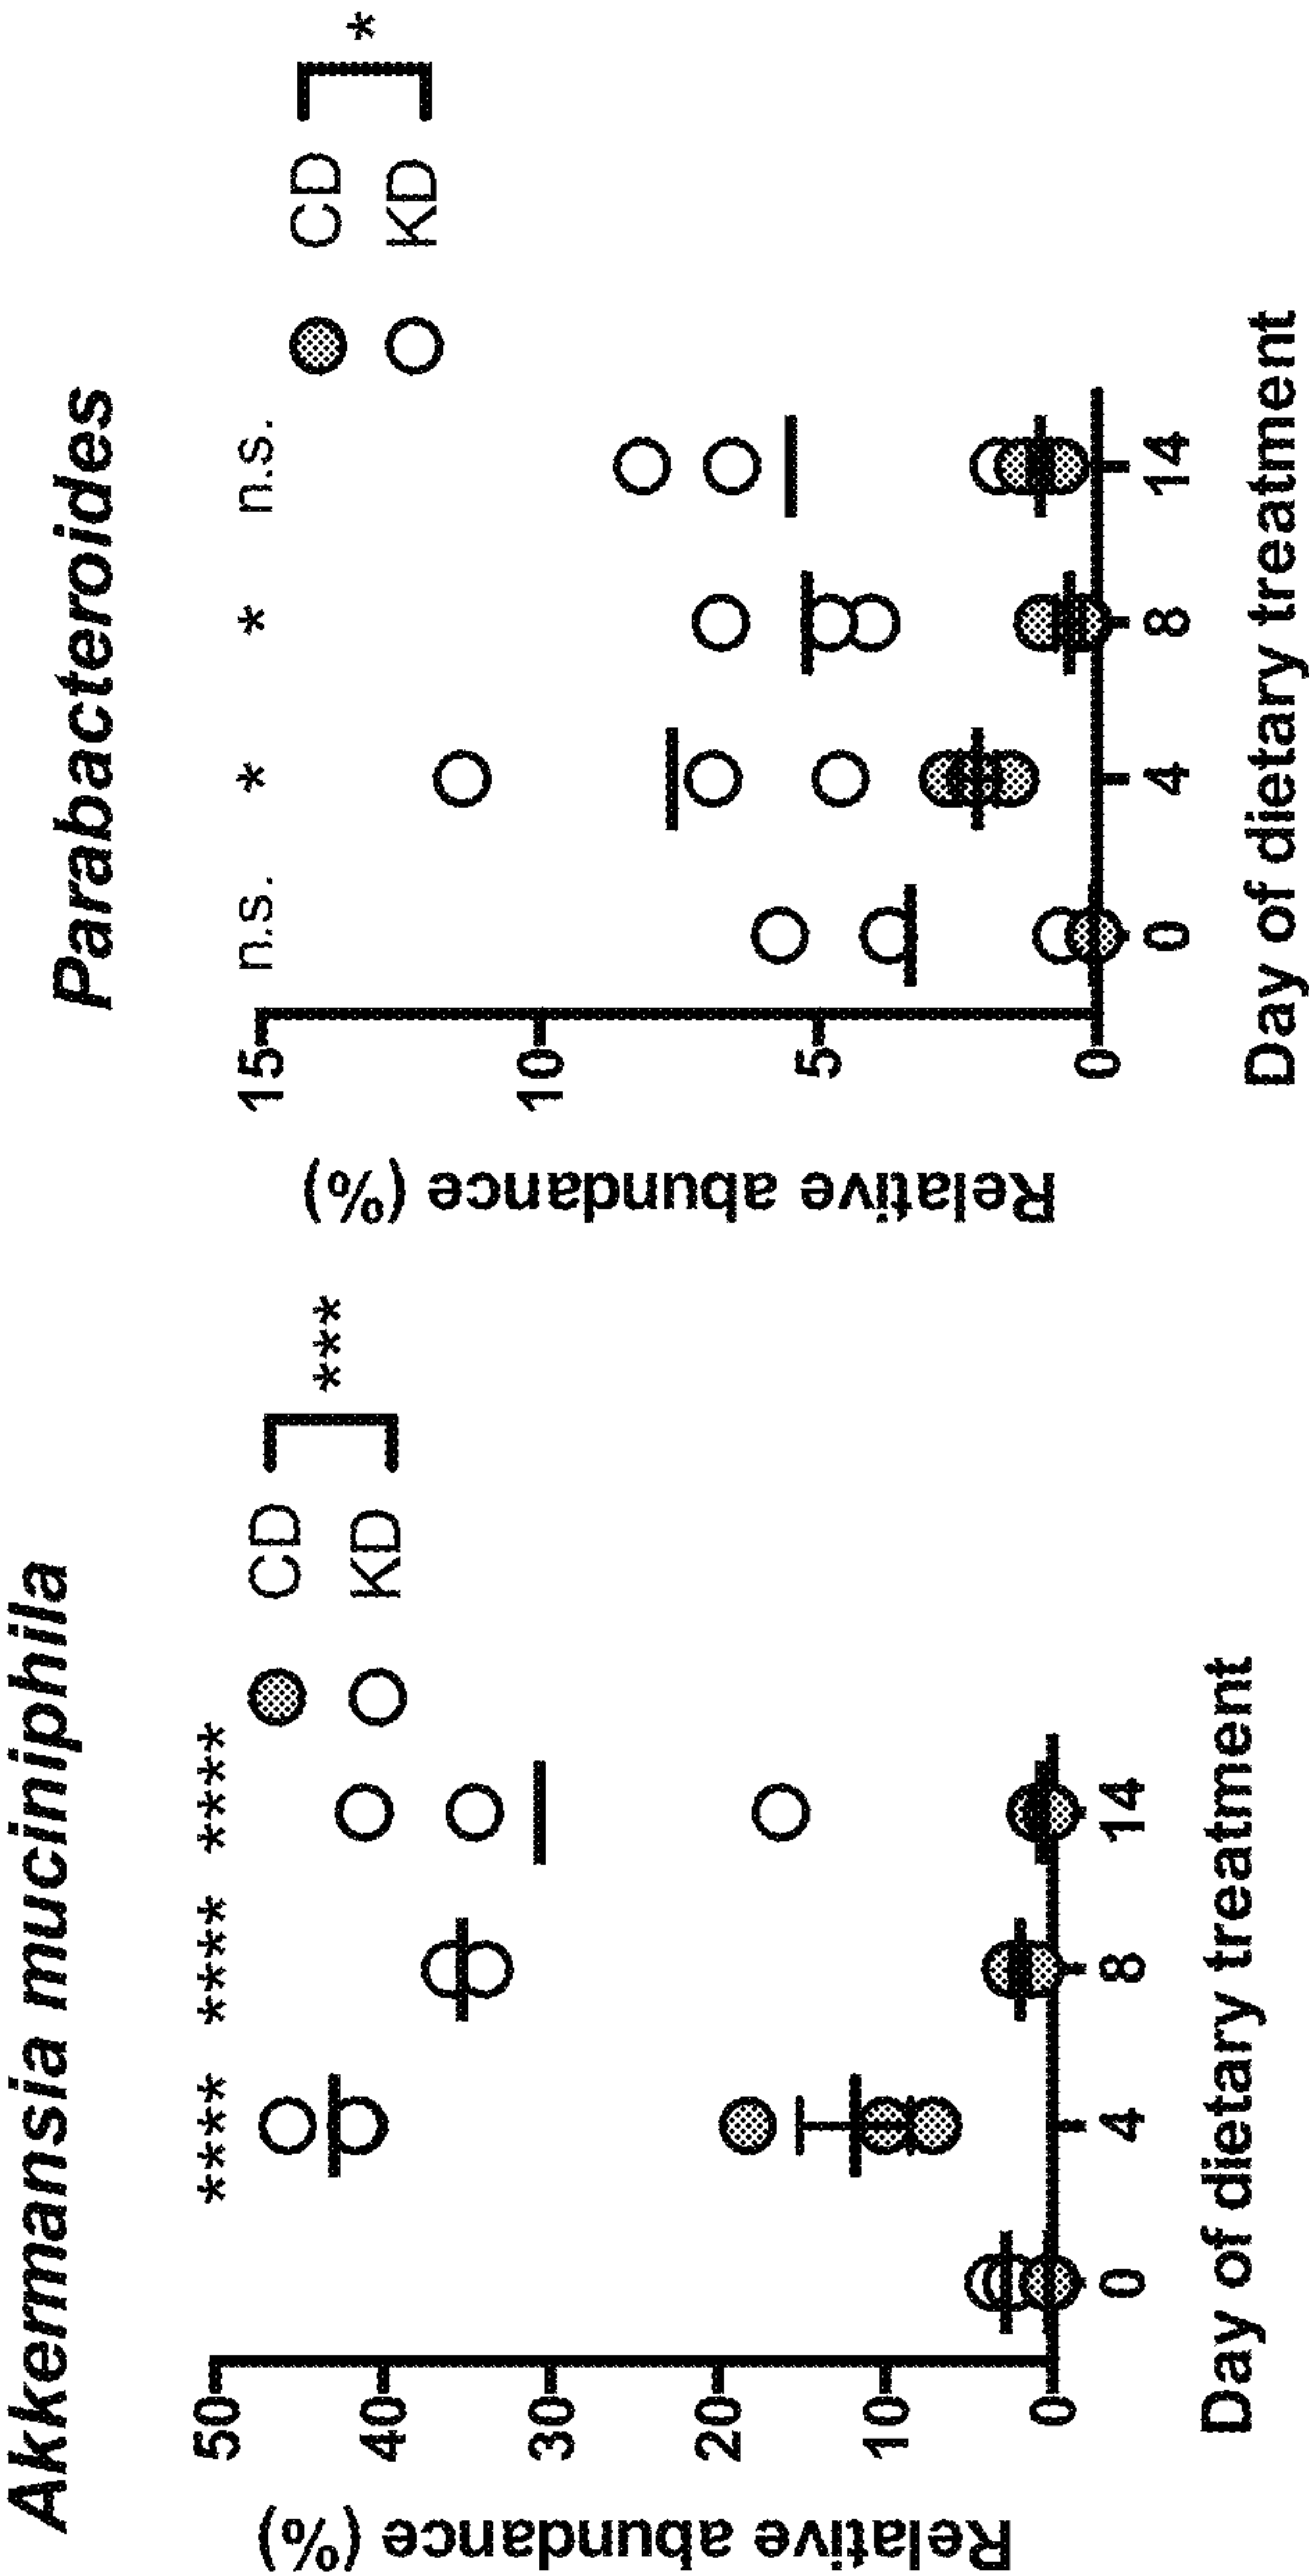 Akkermansia muciniphila
**** **** ****
CD
KD
***
50
40
30
20
10
0
Relative abundance (%)
0 4 8 14
Day of dietary treatment
Parabacteroides
n.s. * * n.s.
CD
KD
*
15
10
5
0
Relative abundance (%)
0 4 8 14
Day of dietary treatment